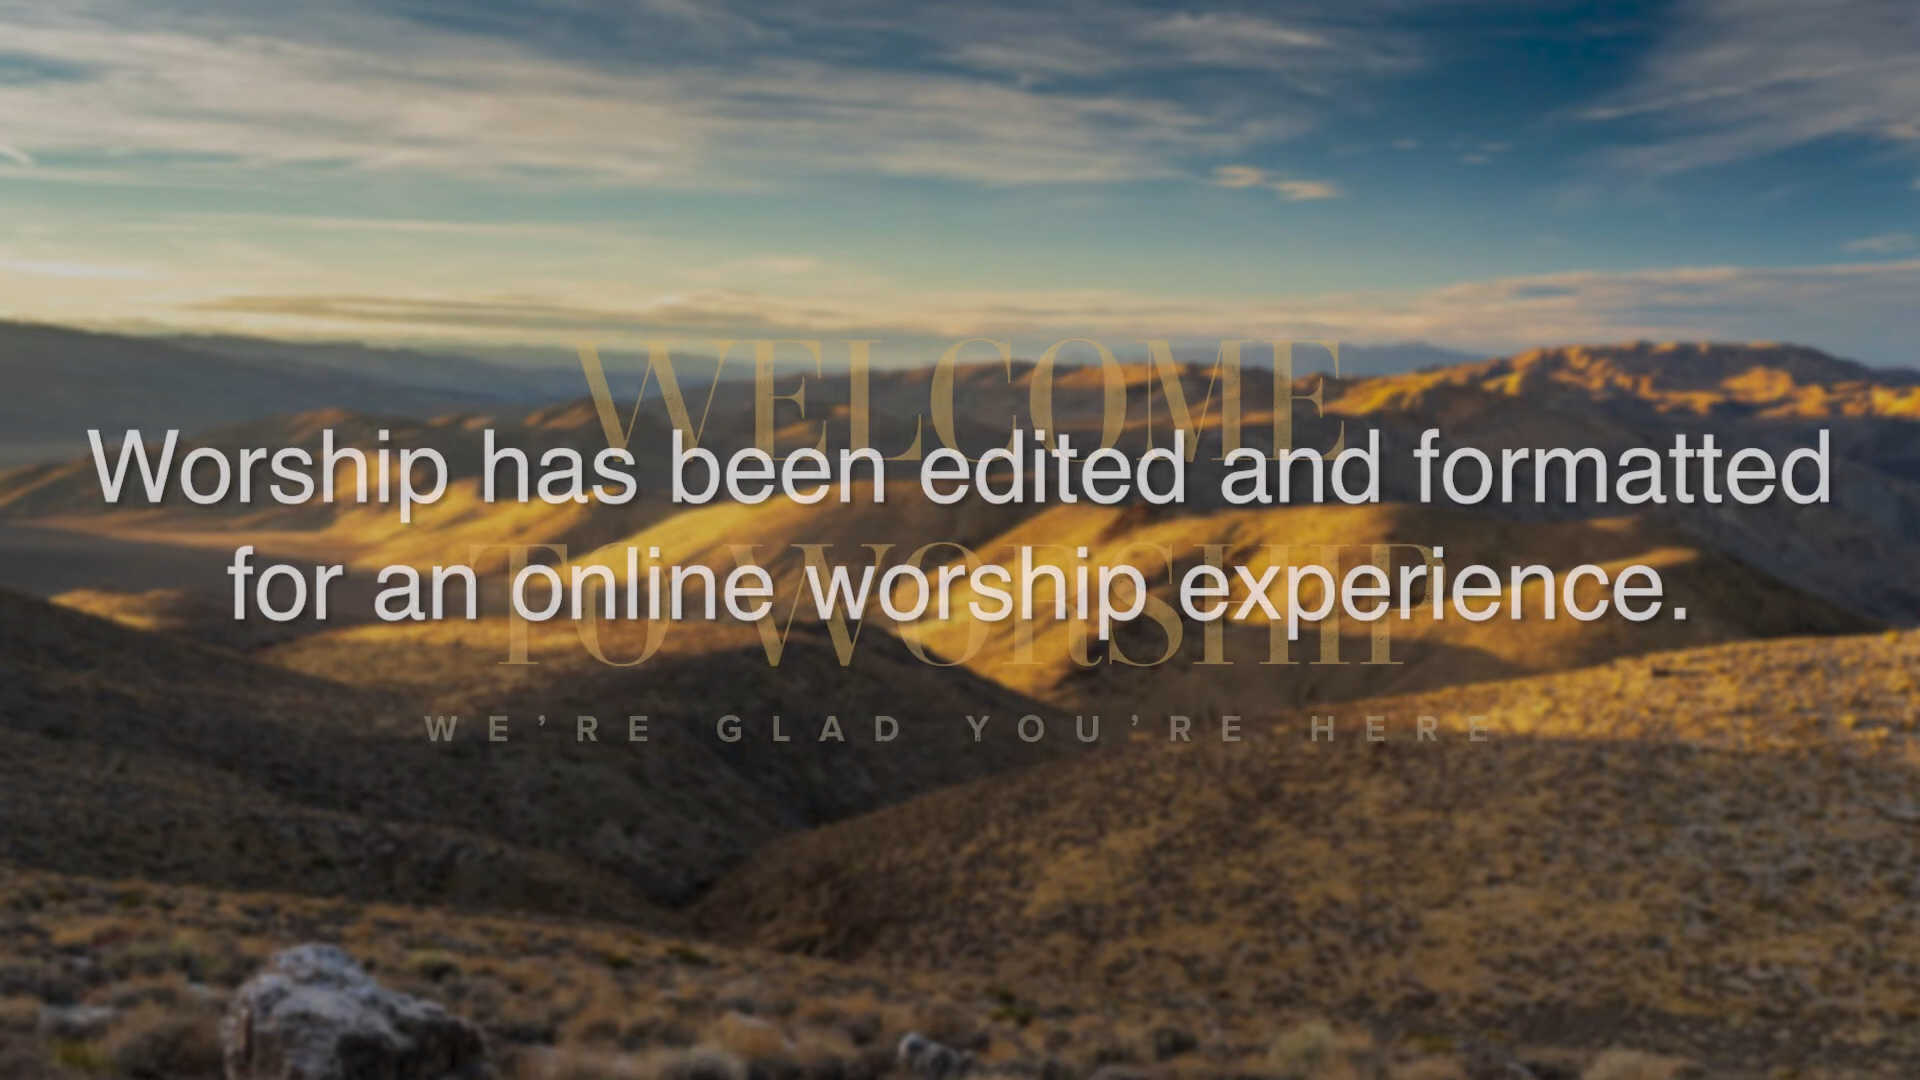 WELCOME
Worship has been edited and formatted
for an online worship experience.
TO WORSHIP
WE'RE GLAD YOU'RE HERE